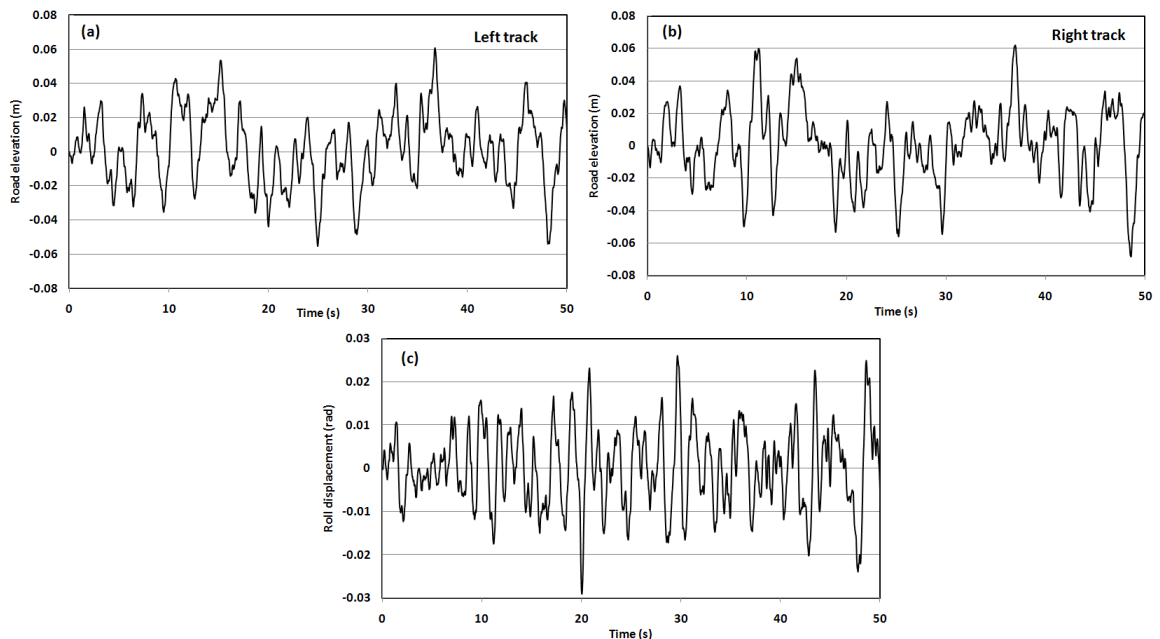 (a)
Left track
Road elevation (m)
0.08
0.06
0.04
0.02
0
-0.02
-0.04
-0.06
-0.08
0 10 20 30 40 50
Time (s)
(b)
Right track
Road elevation (m)
0.08
0.06
0.04
0.02
0
-0.02
-0.04
-0.06
-0.08
0 10 20 30 40 50
Time (s)
(c)
Roll displacement (rad)
0.03
0.02
0.01
0
-0.01
-0.02
-0.03
0 10 20 30 40 50
Time (s)